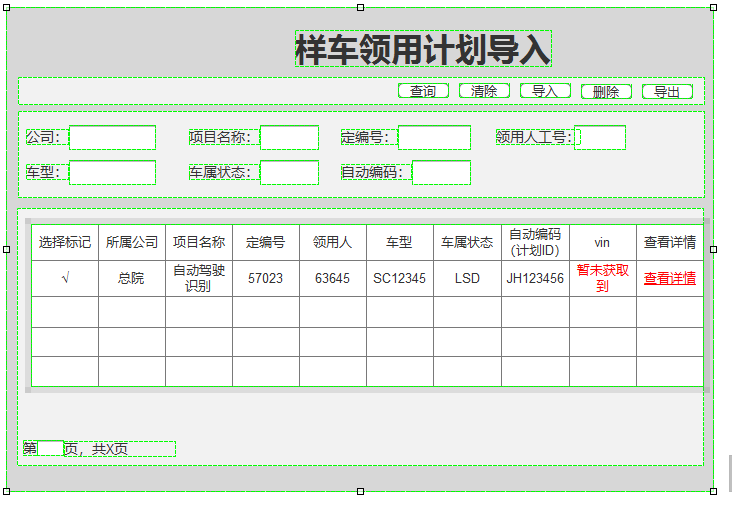 样车领用计划导入
查询 清除 导入 删除 导出
公司： 项目名称： 定编号： 领用人工号：
车型： 车属状态： 自动编码：
选择标记 所属公司 项目名称 定编号 领用人 车型 车属状态 自动编码（计划ID） vin 查看详情
√ 总院 自动驾驶识别 57023 63645 SC12345 LSD JH123456 暂未获取到 查看详情
第 页，共X页